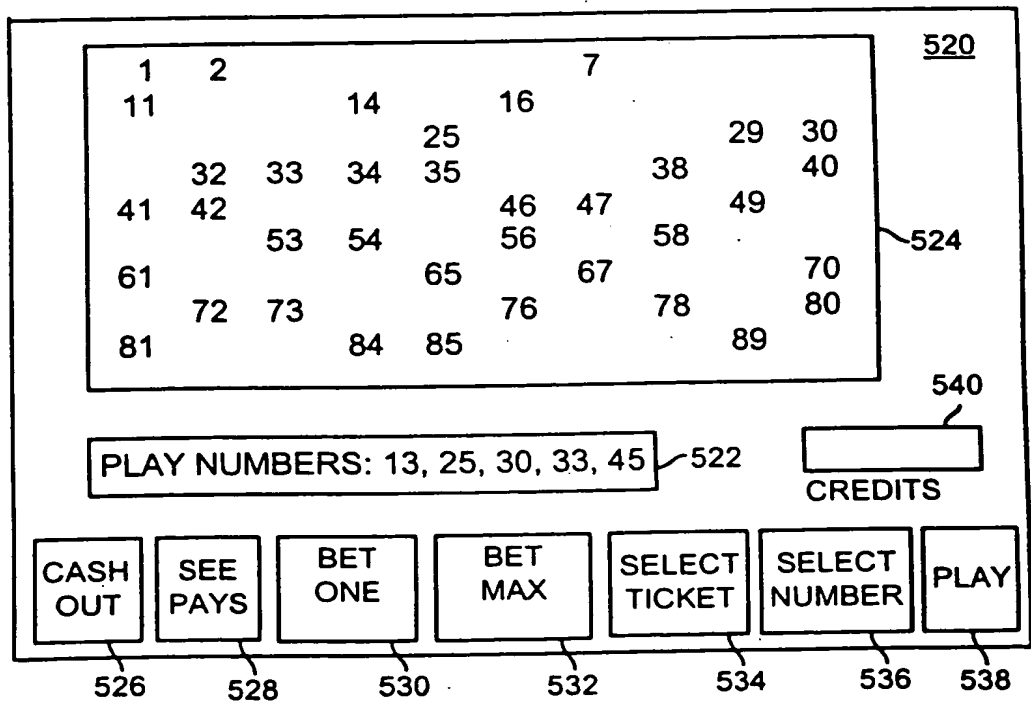 520
1 2 7
11 14 16
25 29 30
32 33 34 35 38 40
41 42 46 47 49
53 54 56 58
524
61 65 67 70
72 73 76 78 80
81 84 85 89
540
PLAY NUMBERS: 13, 25, 30, 33, 45
522
CREDITS
CASH OUT
SEE PAYS
BET ONE
BET MAX
SELECT TICKET
SELECT NUMBER
PLAY
526 528 530 532 534 536 538